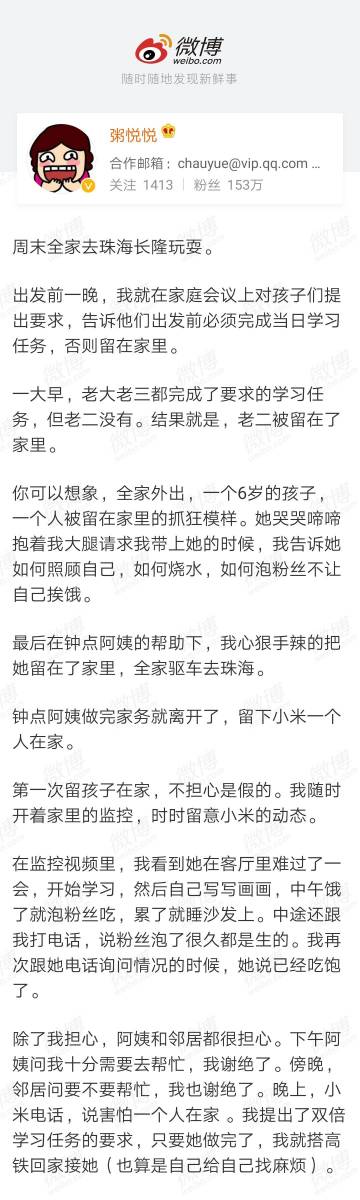 微博
weibo.com
随时随地发现新鲜事
粥悦悦
合作邮箱：chauyue@vip.qq.com ...
关注 1413 | 粉丝 153万
周末全家去珠海长隆玩耍。
出发前一晚，我就在家庭会议上对孩子们提
出要求，告诉他们出发前必须完成当日学习
任务，否则留在家里。
一大早，老大老三都完成了要求的学习任
务，但老二没有。结果就是，老二被留在了
家里。
你可以想象，全家外出，一个6岁的孩子，
一个人被留在家里的抓狂模样。她哭哭啼啼
抱着我大腿请求我带上她的时候，我告诉她
如何照顾自己，如何烧水，如何泡粉丝不让
自己挨饿。
最后在钟点阿姨的帮助下，我心狠手辣的把
她留在了家里，全家驱车去珠海。
钟点阿姨做完家务就离开了，留下小米一个
人在家。
第一次留孩子在家，不担心是假的。我随时
开着家里的监控，时时留意小米的动态。
在监控视频里，我看到她在客厅里难过了一
会，开始学习，然后自己写写画画，中午饿
了就泡粉丝吃，累了就睡沙发上。中途还跟
我打电话，说粉丝泡了很久都是生的。我再
次跟她电话询问情况的时候，她说已经吃饱
了。
除了我担心，阿姨和邻居都很担心。下午阿
姨问我十分需要去帮忙，我谢绝了。傍晚，
邻居问要不要帮忙，我也谢绝了。晚上，小
米电话，说害怕一个人在家 。我提出了双倍
学习任务的要求，只要她做完了，我就搭高
铁回家接她（也算是自己给自己找麻烦）。